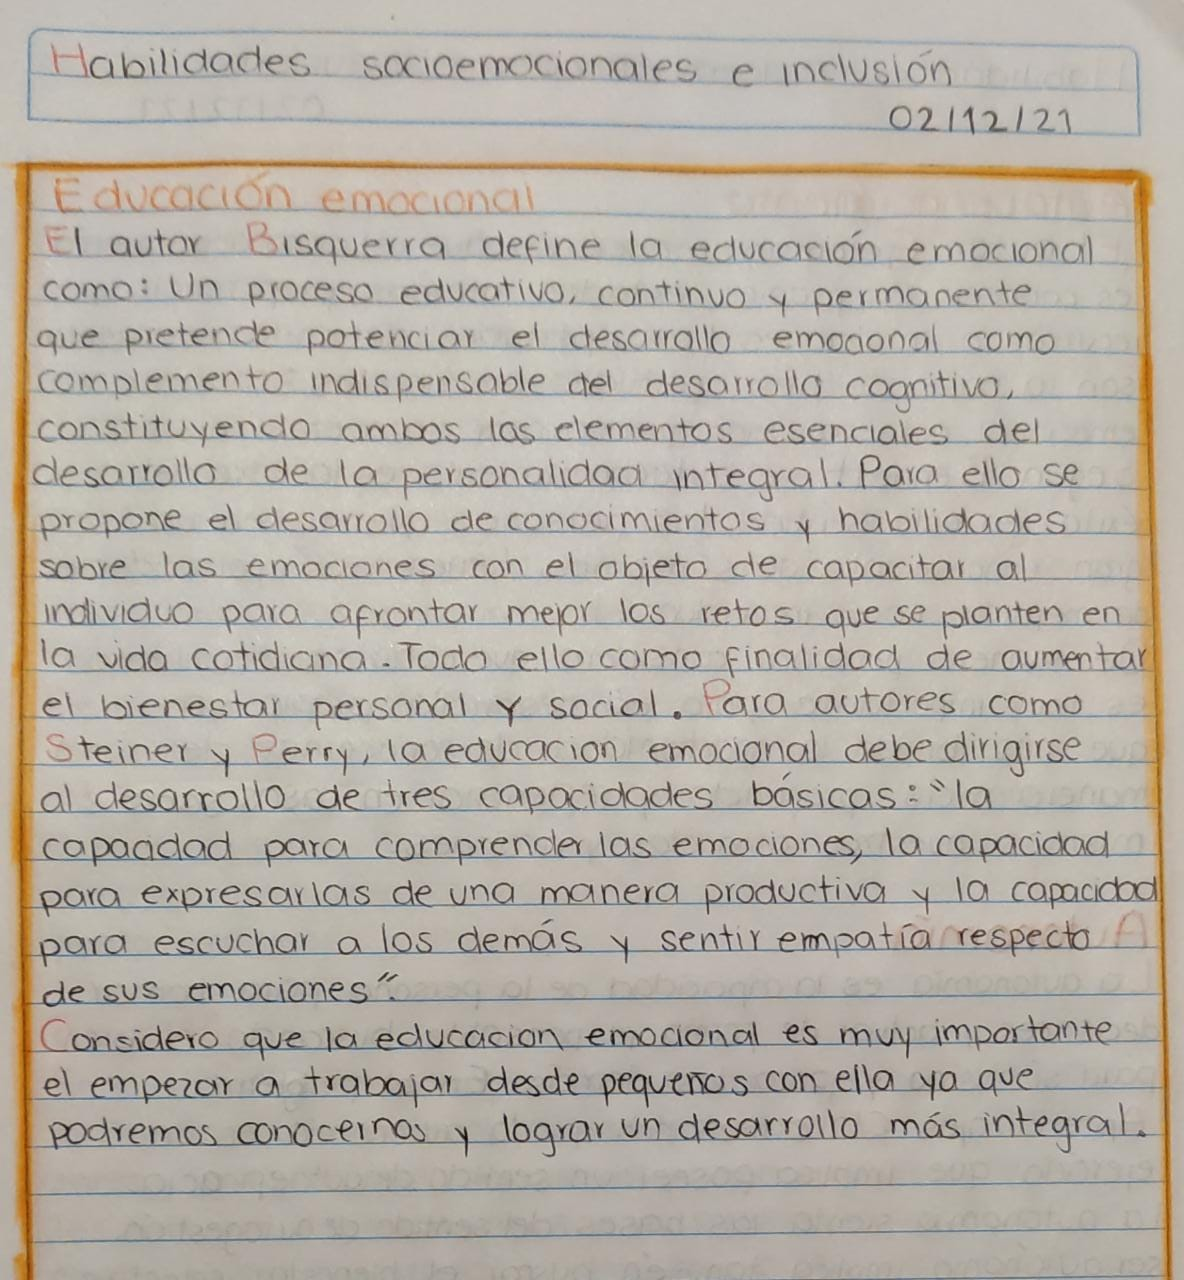 Habilidades socioemocionales e inclusión
02/12/21
Educación emocional
El autor Bisquerra define la educación emocional
como: Un proceso educativo, continuo y permanente
que pretende potenciar el desarrollo emocional como
complemento indispensable del desarrollo cognitivo,
constituyendo ambos los elementos esenciales del
desarrollo de la personalidad integral. Para ello se
propone el desarrollo de conocimientos y habilidades
sobre las emociones con el objeto de capacitar al
individuo para afrontar mejor los retos que se planten en
la vida cotidiana. Todo ello como finalidad de aumentar
el bienestar personal y social. Para autores como
Steiner y Perry, la educacion emocional debe dirigirse
al desarrollo de tres capacidades básicas: "la
capacidad para comprender las emociones, la capacidad
para expresarlas de una manera productiva y la capacidad
para escuchar a los demás y sentir empatía respecto
de sus emociones".
Considero que la educacion emocional es muy importante
el empezar a trabajar desde pequeños con ella ya que
podremos conocernos y lograr un desarrollo más integral.